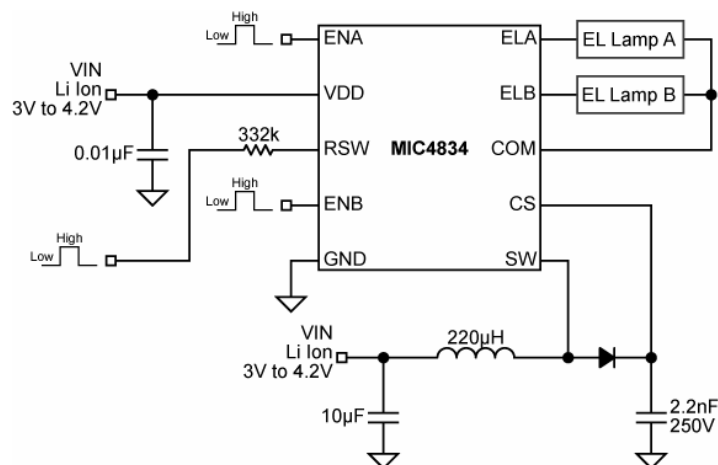 High
Low
ENA
ELA
EL Lamp A
VIN
Li Ion
3V to 4.2V
VDD
ELB
EL Lamp B
0.01µF
332k
RSW
MIC4834
COM
High
Low
ENB
CS
High
Low
GND
SW
VIN
Li Ion
3V to 4.2V
220µH
10µF
2.2nF
250V